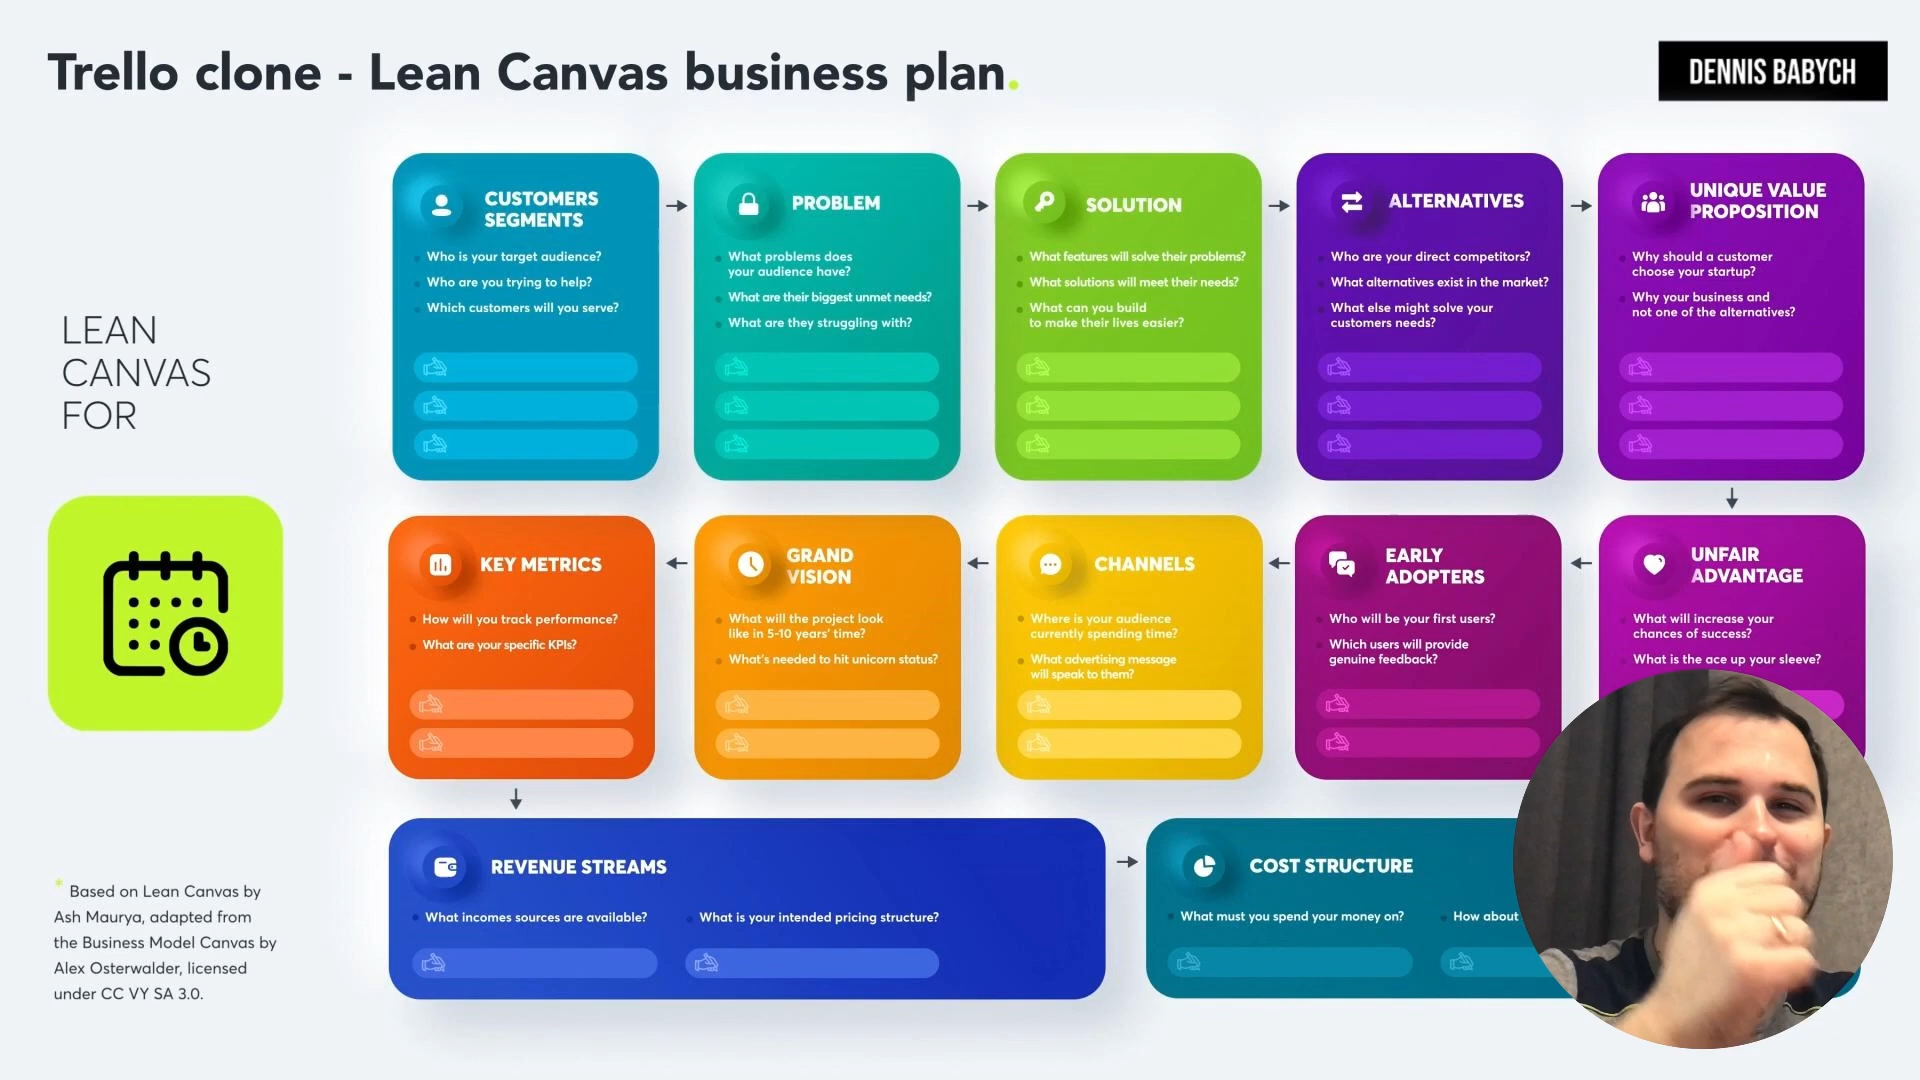 Trello clone - Lean Canvas business plan.
DENNIS BABYCH
LEAN
CANVAS
FOR
* Based on Lean Canvas by
Ash Maurya, adapted from
the Business Model Canvas by
Alex Osterwalder, licensed
under CC VY SA 3.0.
CUSTOMERS
SEGMENTS
Who is your target audience?
Who are you trying to help?
Which customers will you serve?
PROBLEM
What problems does
your audience have?
What are their biggest unmet needs?
What are they struggling with?
SOLUTION
What features will solve their problems?
What solutions will meet their needs?
What can you build
to make their lives easier?
ALTERNATIVES
Who are your direct competitors?
What alternatives exist in the market?
What else might solve your
customers needs?
UNIQUE VALUE
PROPOSITION
Why should a customer
choose your startup?
Why your business and
not one of the alternatives?
KEY METRICS
How will you track performance?
What are your specific KPIs?
GRAND
VISION
What will the project look
like in 5-10 years' time?
What's needed to hit unicorn status?
CHANNELS
Where is your audience
currently spending time?
What advertising message
will speak to them?
EARLY
ADOPTERS
Who will be your first users?
Which users will provide
genuine feedback?
UNFAIR
ADVANTAGE
What will increase your
chances of success?
What is the ace up your sleeve?
REVENUE STREAMS
What incomes sources are available?
What is your intended pricing structure?
COST STRUCTURE
What must you spend your money on?
How about